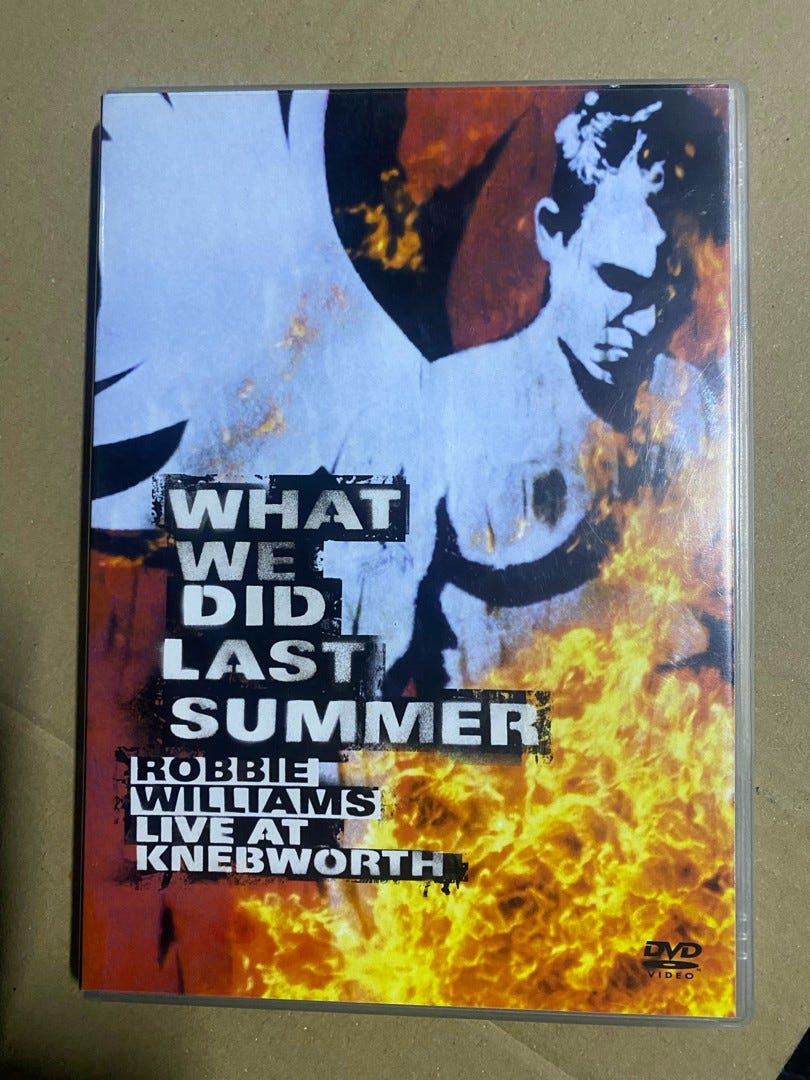 WHAT
WE
DID
LAST
SUMMER
ROBBIE
WILLIAMS
LIVE AT
KNEBWORTH
DVD
VIDEO